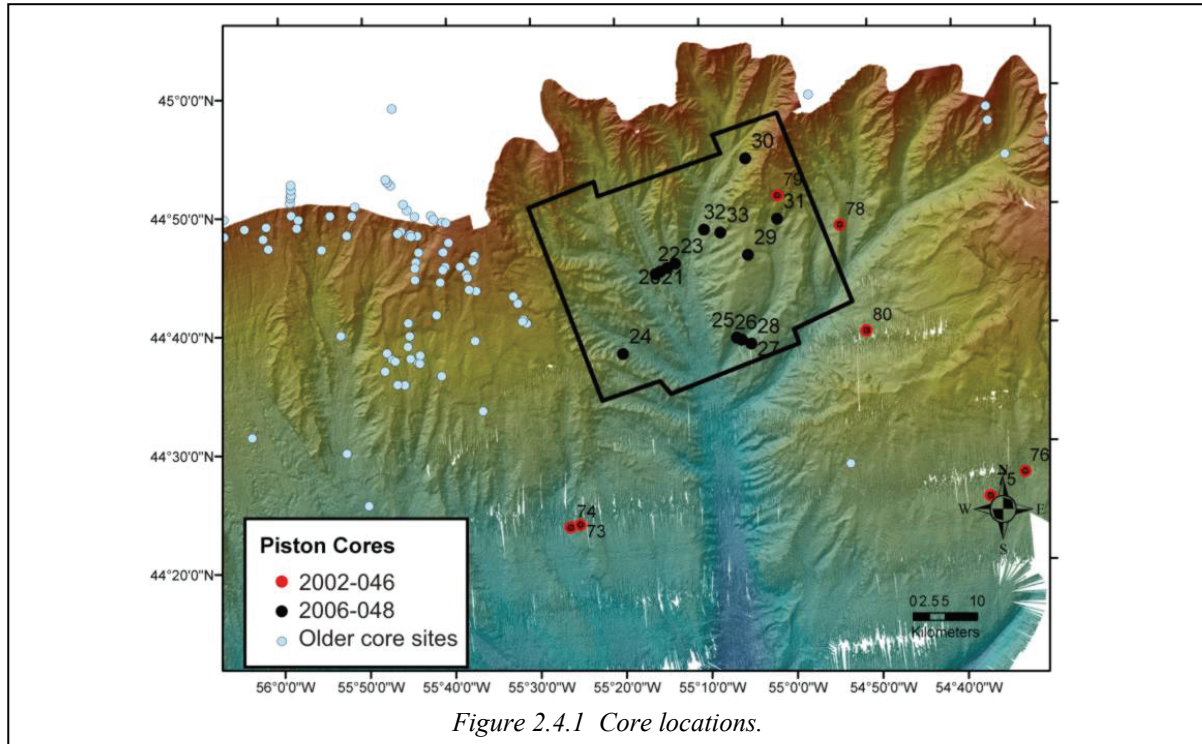 45°0'0"N
44°50'0"N
44°40'0"N
44°30'0"N
44°20'0"N
30
79
31
78
32 33
29
22 23
20 21
25 26 28
27
24
80
76
75
N
W E
S
74
73
Piston Cores
2002-046
2006-048
Older core sites
0 2.5 5 10
Kilometers
56°0'0"W 55°50'0"W 55°40'0"W 55°30'0"W 55°20'0"W 55°10'0"W 55°0'0"W 54°50'0"W 54°40'0"W
Figure 2.4.1 Core locations.